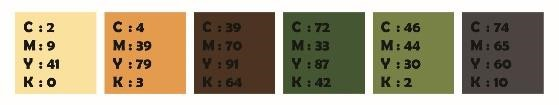 C : 2
M : 9
Y : 41
K : 0
C : 4
M : 39
Y : 79
K : 3
C : 39
M : 70
Y : 91
K : 64
C : 72
M : 33
Y : 87
K : 42
C : 46
M : 44
Y : 30
K : 2
C : 74
M : 65
Y : 60
K : 10